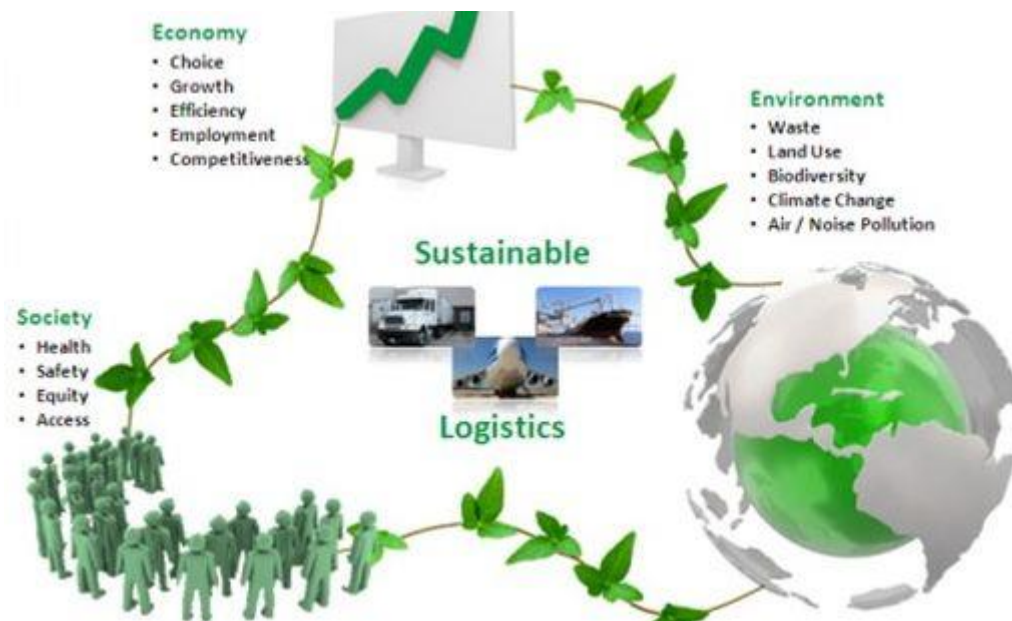 Economy
• Choice
• Growth
• Efficiency
• Employment
• Competitiveness
Environment
• Waste
• Land Use
• Biodiversity
• Climate Change
• Air / Noise Pollution
Sustainable
Logistics
Society
• Health
• Safety
• Equity
• Access